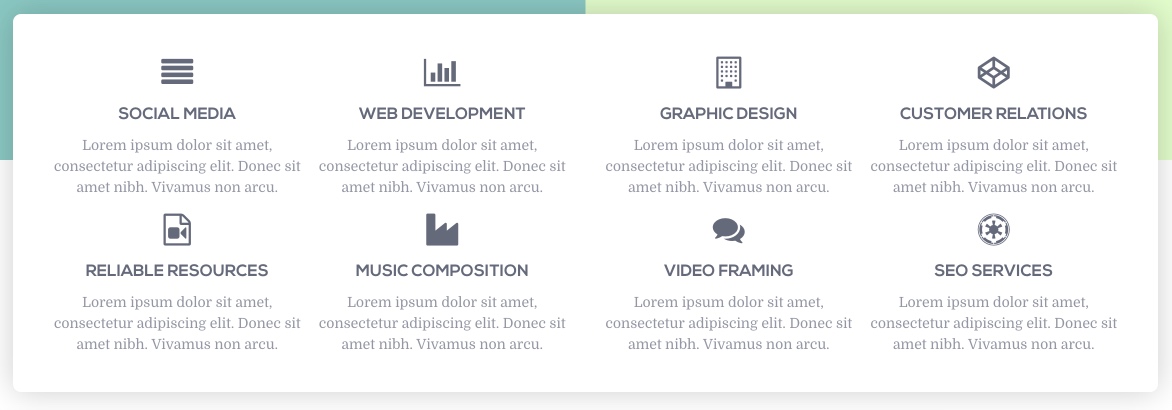 SOCIAL MEDIA
Lorem ipsum dolor sit amet,
consectetur adipiscing elit. Donec sit
amet nibh. Vivamus non arcu.
WEB DEVELOPMENT
Lorem ipsum dolor sit amet,
consectetur adipiscing elit. Donec sit
amet nibh. Vivamus non arcu.
GRAPHIC DESIGN
Lorem ipsum dolor sit amet,
consectetur adipiscing elit. Donec sit
amet nibh. Vivamus non arcu.
CUSTOMER RELATIONS
Lorem ipsum dolor sit amet,
consectetur adipiscing elit. Donec sit
amet nibh. Vivamus non arcu.
RELIABLE RESOURCES
Lorem ipsum dolor sit amet,
consectetur adipiscing elit. Donec sit
amet nibh. Vivamus non arcu.
MUSIC COMPOSITION
Lorem ipsum dolor sit amet,
consectetur adipiscing elit. Donec sit
amet nibh. Vivamus non arcu.
VIDEO FRAMING
Lorem ipsum dolor sit amet,
consectetur adipiscing elit. Donec sit
amet nibh. Vivamus non arcu.
SEO SERVICES
Lorem ipsum dolor sit amet,
consectetur adipiscing elit. Donec sit
amet nibh. Vivamus non arcu.